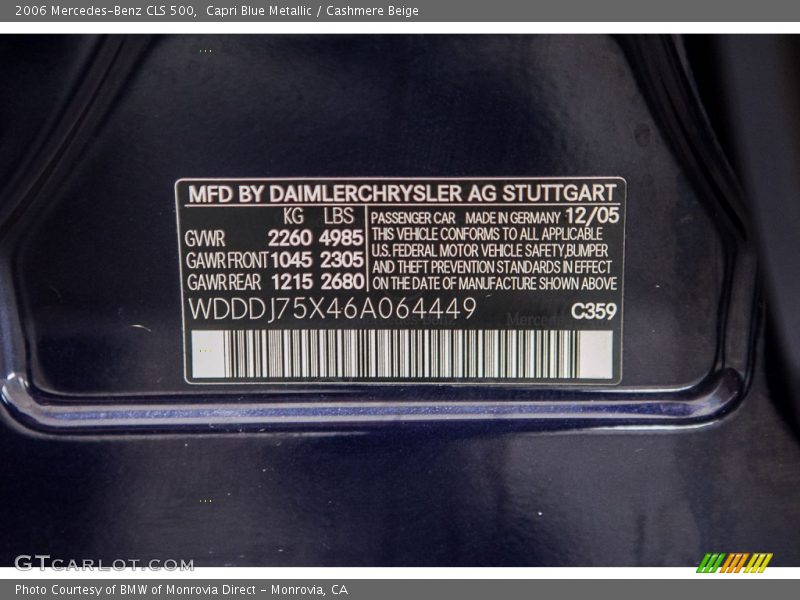 2006 Mercedes-Benz CLS 500, Capri Blue Metallic / Cashmere Beige
MFD BY DAIMLERCHRYSLER AG STUTTGART
KG LBS
GVWR 2260 4985
GAWR FRONT 1045 2305
GAWR REAR 1215 2680
PASSENGER CAR MADE IN GERMANY 12/05
THIS VEHICLE CONFORMS TO ALL APPLICABLE
U.S. FEDERAL MOTOR VEHICLE SAFETY,BUMPER
AND THEFT PREVENTION STANDARDS IN EFFECT
ON THE DATE OF MANUFACTURE SHOWN ABOVE
WDDDJ75X46A064449 C359
GTCARLOT.COM
Photo Courtesy of BMW of Monrovia Direct - Monrovia, CA